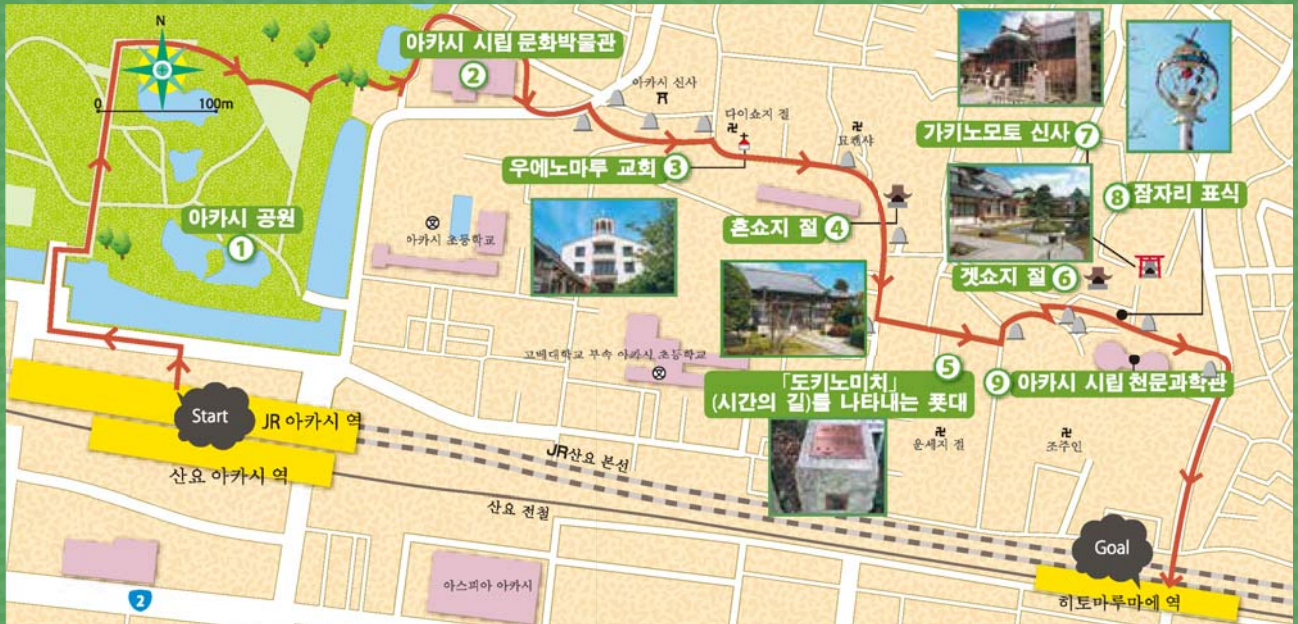 N
0 100m
아카시 시립 문화박물관
②
아카시 신사
다이쇼지 절
묘켄샤
가키노모토 신사 ⑦
⑧ 잠자리 표식
우에노마루 교회 ③
아카시 공원
①
아카시 초등학교
혼쇼지 절 ④
겟쇼지 절 ⑥
고베대학교 부속 아카시 초등학교
⑤
「도키노미치」
(시간의 길)를 나타내는 푯대
⑨ 아카시 시립 천문과학관
운세지 절
조주인
Start
JR 아카시 역
산요 아카시 역
JR산요 본선
산요 전철
Goal
히토마루마에 역
아스피아 아카시
2